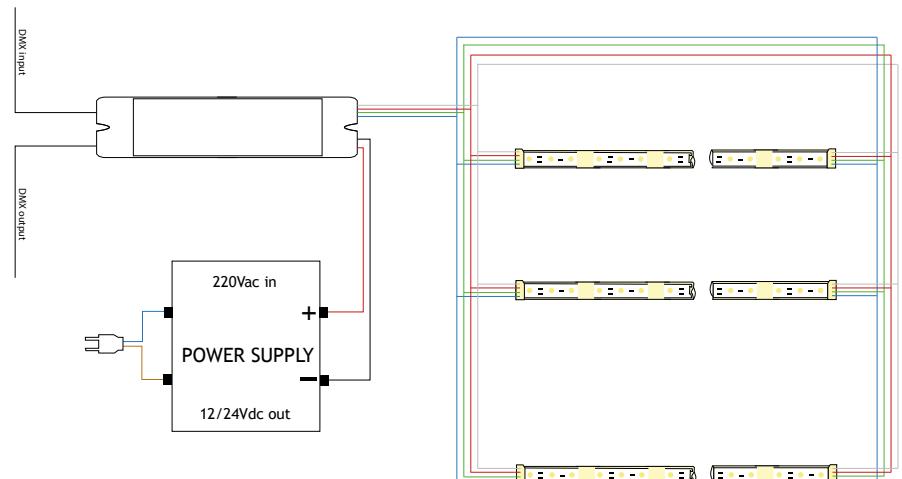 DMX input
DMX output
220Vac in
+
POWER SUPPLY
−
12/24Vdc out